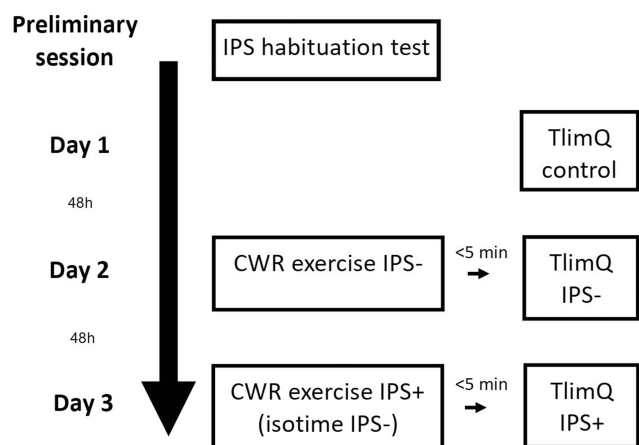 Preliminary
session
IPS habituation test
Day 1
TlimQ
control
48h
Day 2
CWR exercise IPS-
<5 min
TlimQ
IPS-
48h
Day 3
CWR exercise IPS+
(isotime IPS-)
<5 min
TlimQ
IPS+